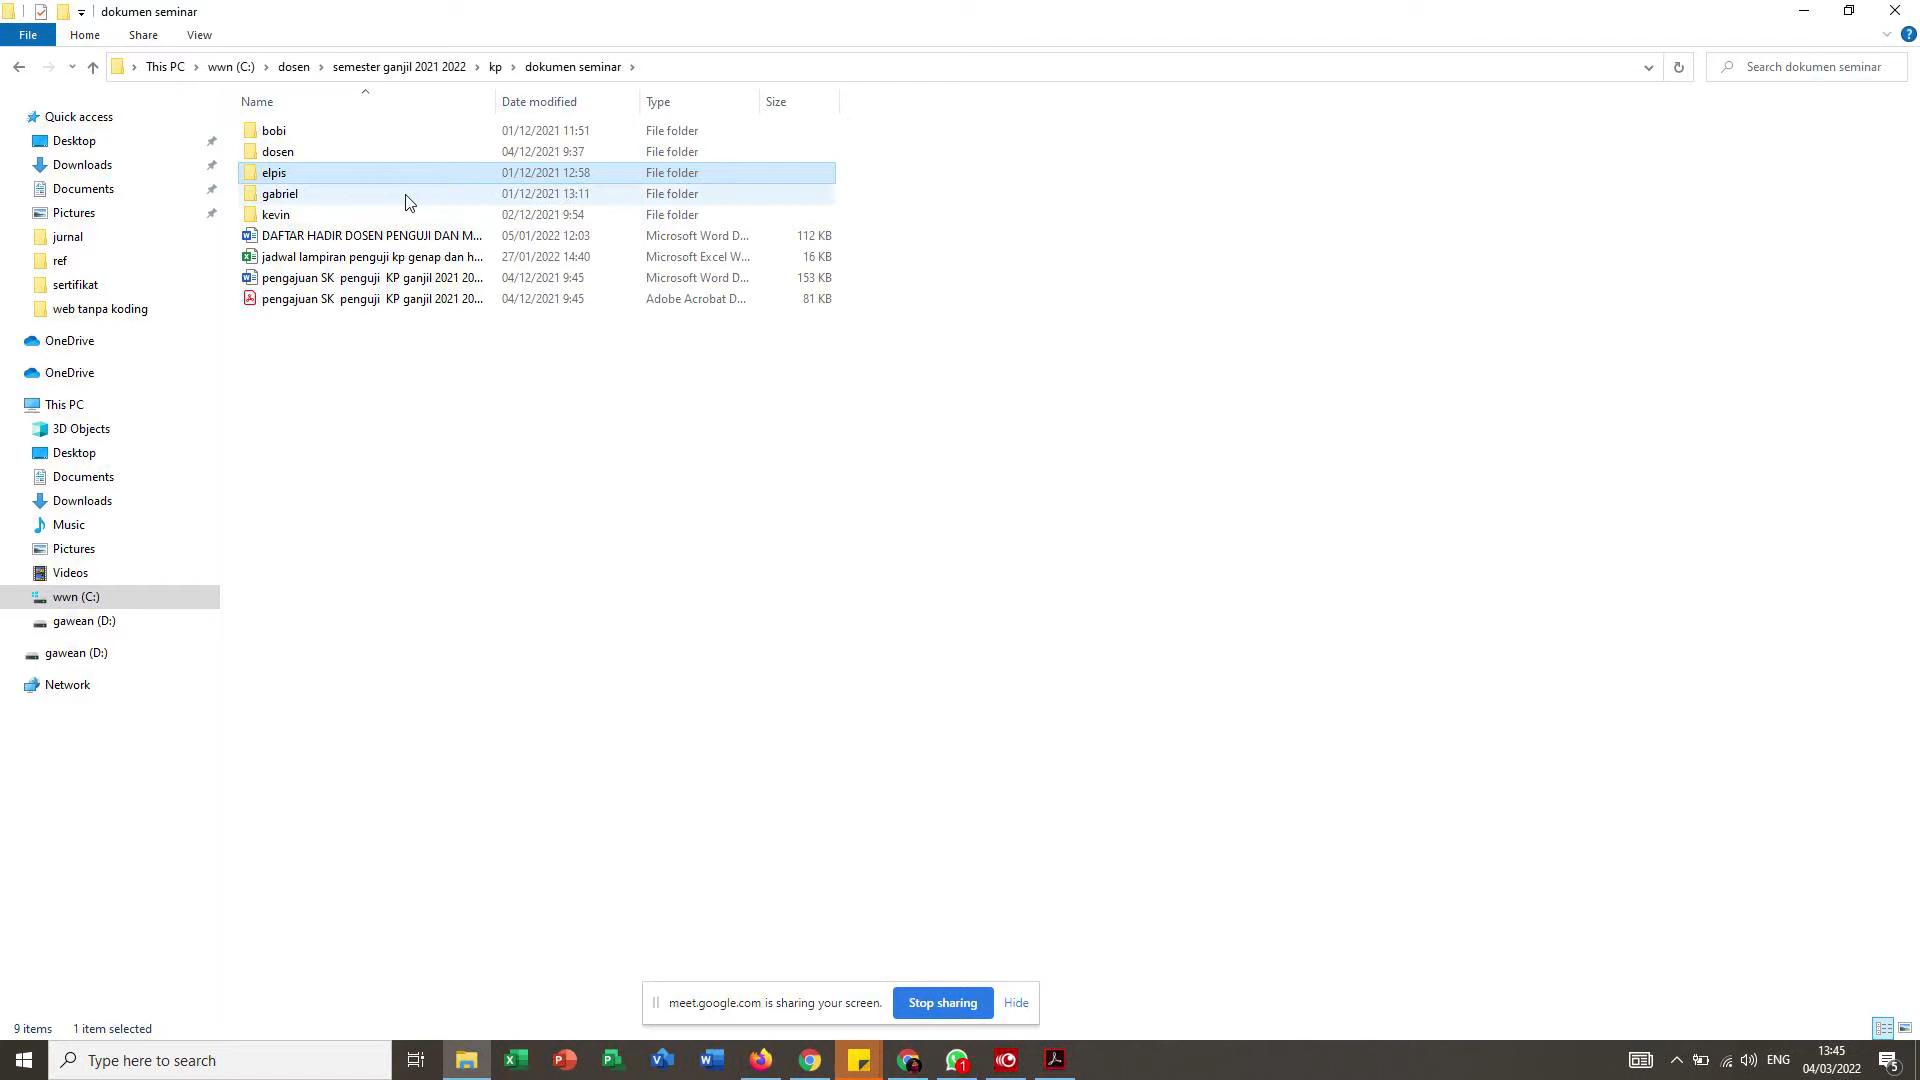 dokumen seminar
File Home Share View
This PC wwn (C:) dosen semester ganjil 2021 2022 kp dokumen seminar
Search dokumen seminar
Name Date modified Type Size
bobi 01/12/2021 11:51 File folder
dosen 04/12/2021 9:37 File folder
elpis 01/12/2021 12:58 File folder
gabriel 01/12/2021 13:11 File folder
kevin 02/12/2021 9:54 File folder
DAFTAR HADIR DOSEN PENGUJI DAN M... 05/01/2022 12:03 Microsoft Word D... 112 KB
jadwal lampiran penguji kp genap dan h... 27/01/2022 14:40 Microsoft Excel W... 16 KB
pengajuan SK penguji KP ganjil 2021 20... 04/12/2021 9:45 Microsoft Word D... 153 KB
pengajuan SK penguji KP ganjil 2021 20... 04/12/2021 9:45 Adobe Acrobat D... 81 KB
Quick access
Desktop
Downloads
Documents
Pictures
jurnal
ref
sertifikat
web tanpa koding
OneDrive
OneDrive
This PC
3D Objects
Desktop
Documents
Downloads
Music
Pictures
Videos
wwn (C:)
gawean (D:)
gawean (D:)
Network
meet.google.com is sharing your screen. Stop sharing Hide
9 items 1 item selected
Type here to search
1
ENG
13:45
04/03/2022
5